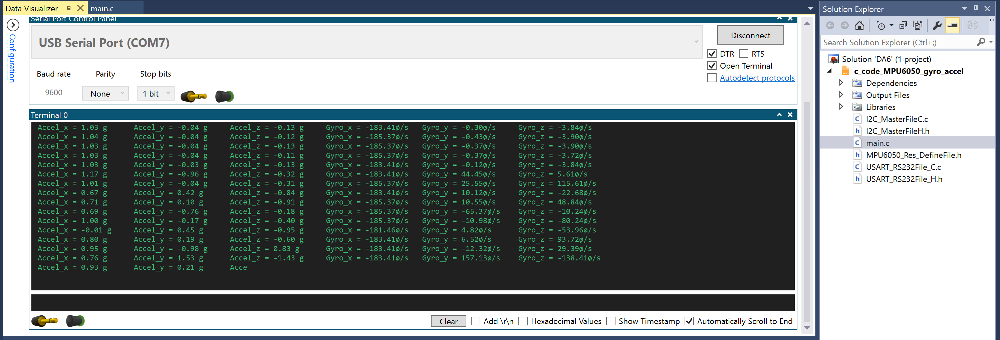 Data Visualizer
main.c
Configuration
Serial Port Control Panel
USB Serial Port (COM7)
Disconnect
DTR RTS
Open Terminal
Autodetect protocols
Baud rate Parity Stop bits
9600 None 1 bit
Terminal 0
Accel_x = 1.03 g Accel_y = -0.04 g Accel_z = -0.13 g Gyro_x = -183.41ø/s Gyro_y = -0.30ø/s Gyro_z = -3.84ø/s
Accel_x = 1.04 g Accel_y = -0.04 g Accel_z = -0.12 g Gyro_x = -185.37ø/s Gyro_y = -0.43ø/s Gyro_z = -3.90ø/s
Accel_x = 1.03 g Accel_y = -0.04 g Accel_z = -0.13 g Gyro_x = -185.37ø/s Gyro_y = -0.37ø/s Gyro_z = -3.90ø/s
Accel_x = 1.03 g Accel_y = -0.04 g Accel_z = -0.11 g Gyro_x = -185.37ø/s Gyro_y = -0.37ø/s Gyro_z = -3.72ø/s
Accel_x = 1.03 g Accel_y = -0.03 g Accel_z = -0.13 g Gyro_x = -183.41ø/s Gyro_y = -0.12ø/s Gyro_z = -3.84ø/s
Accel_x = 1.17 g Accel_y = -0.96 g Accel_z = -0.32 g Gyro_x = -183.41ø/s Gyro_y = 44.45ø/s Gyro_z = 5.61ø/s
Accel_x = 1.01 g Accel_y = -0.04 g Accel_z = -0.31 g Gyro_x = -185.37ø/s Gyro_y = 25.55ø/s Gyro_z = 115.61ø/s
Accel_x = 0.67 g Accel_y = 0.42 g Accel_z = -0.84 g Gyro_x = -183.41ø/s Gyro_y = 10.12ø/s Gyro_z = -22.68ø/s
Accel_x = 0.71 g Accel_y = 0.10 g Accel_z = -0.91 g Gyro_x = -185.37ø/s Gyro_y = 10.55ø/s Gyro_z = 48.84ø/s
Accel_x = 0.69 g Accel_y = -0.76 g Accel_z = -0.18 g Gyro_x = -185.37ø/s Gyro_y = -65.37ø/s Gyro_z = -10.24ø/s
Accel_x = 1.00 g Accel_y = -0.17 g Accel_z = -0.40 g Gyro_x = -185.37ø/s Gyro_y = -10.98ø/s Gyro_z = -80.24ø/s
Accel_x = -0.01 g Accel_y = 0.45 g Accel_z = -0.95 g Gyro_x = -181.46ø/s Gyro_y = 4.82ø/s Gyro_z = -53.96ø/s
Accel_x = 0.80 g Accel_y = 0.19 g Accel_z = -0.60 g Gyro_x = -183.41ø/s Gyro_y = 6.52ø/s Gyro_z = 93.72ø/s
Accel_x = 0.95 g Accel_y = -0.98 g Accel_z = 0.83 g Gyro_x = -183.41ø/s Gyro_y = -12.32ø/s Gyro_z = 29.39ø/s
Accel_x = 0.76 g Accel_y = 1.53 g Accel_z = -1.43 g Gyro_x = -183.41ø/s Gyro_y = 157.13ø/s Gyro_z = -138.41ø/s
Accel_x = 0.93 g Accel_y = 0.21 g Acce
Clear Add \r\n Hexadecimal Values Show Timestamp Automatically Scroll to End
Solution Explorer
Search Solution Explorer (Ctrl+;)
Solution 'DA6' (1 project)
c_code_MPU6050_gyro_accel
Dependencies
Output Files
Libraries
I2C_MasterFileC.c
I2C_MasterFileH.h
main.c
MPU6050_Res_DefineFile.h
USART_RS232File_C.c
USART_RS232File_H.h